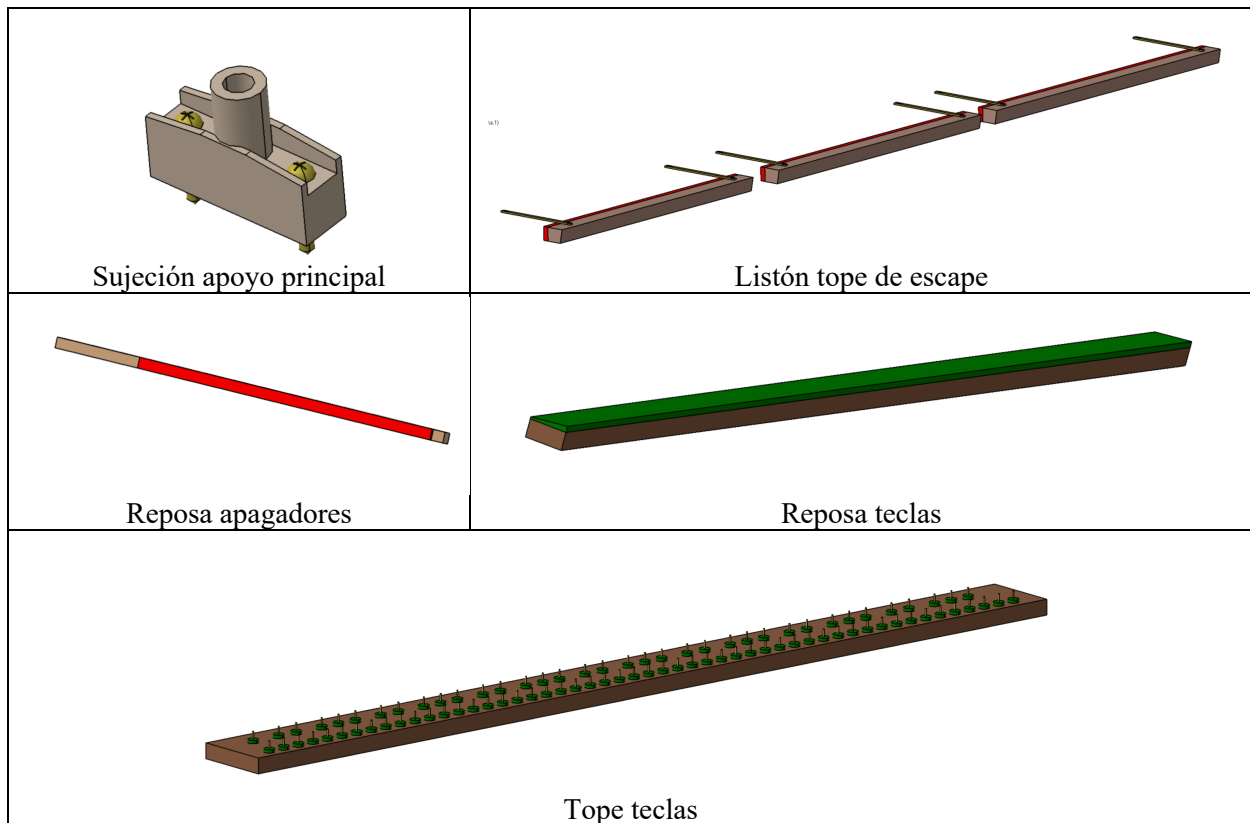 Sujeción apoyo principal
Listón tope de escape
Reposa apagadores
Reposa teclas
Tope teclas